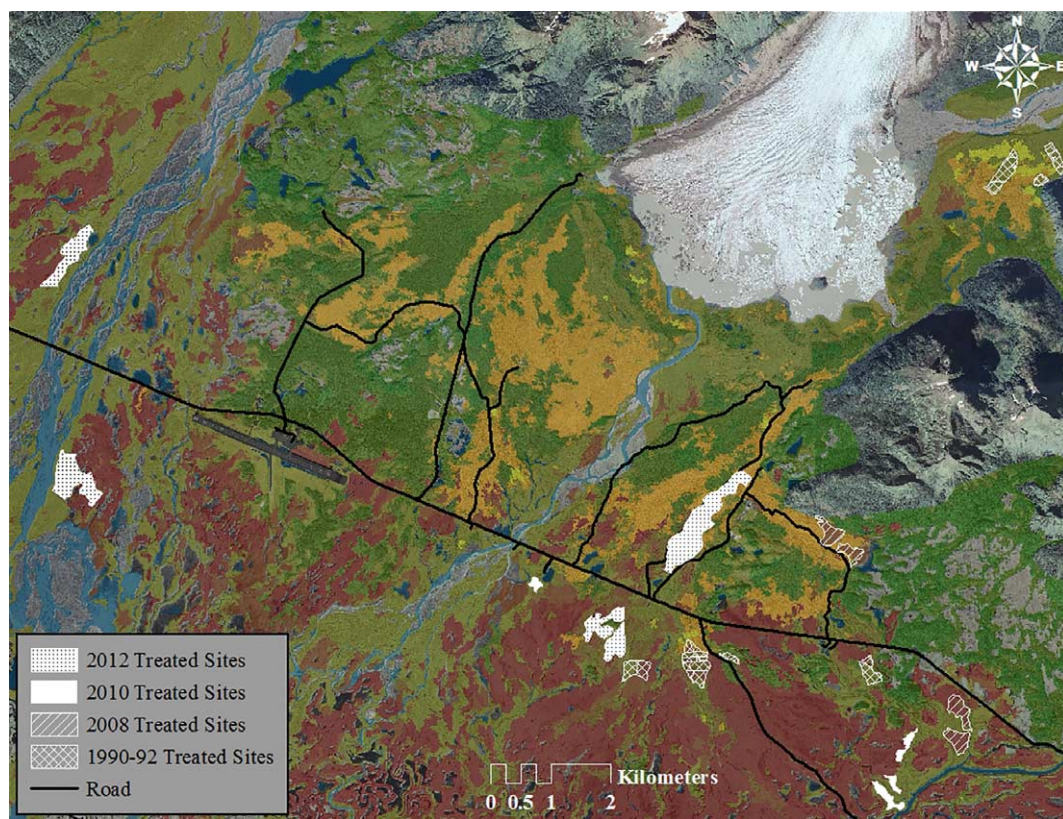 N
W E
S
2012 Treated Sites
2010 Treated Sites
2008 Treated Sites
1990-92 Treated Sites
Road
Kilometers
0 0.5 1 2